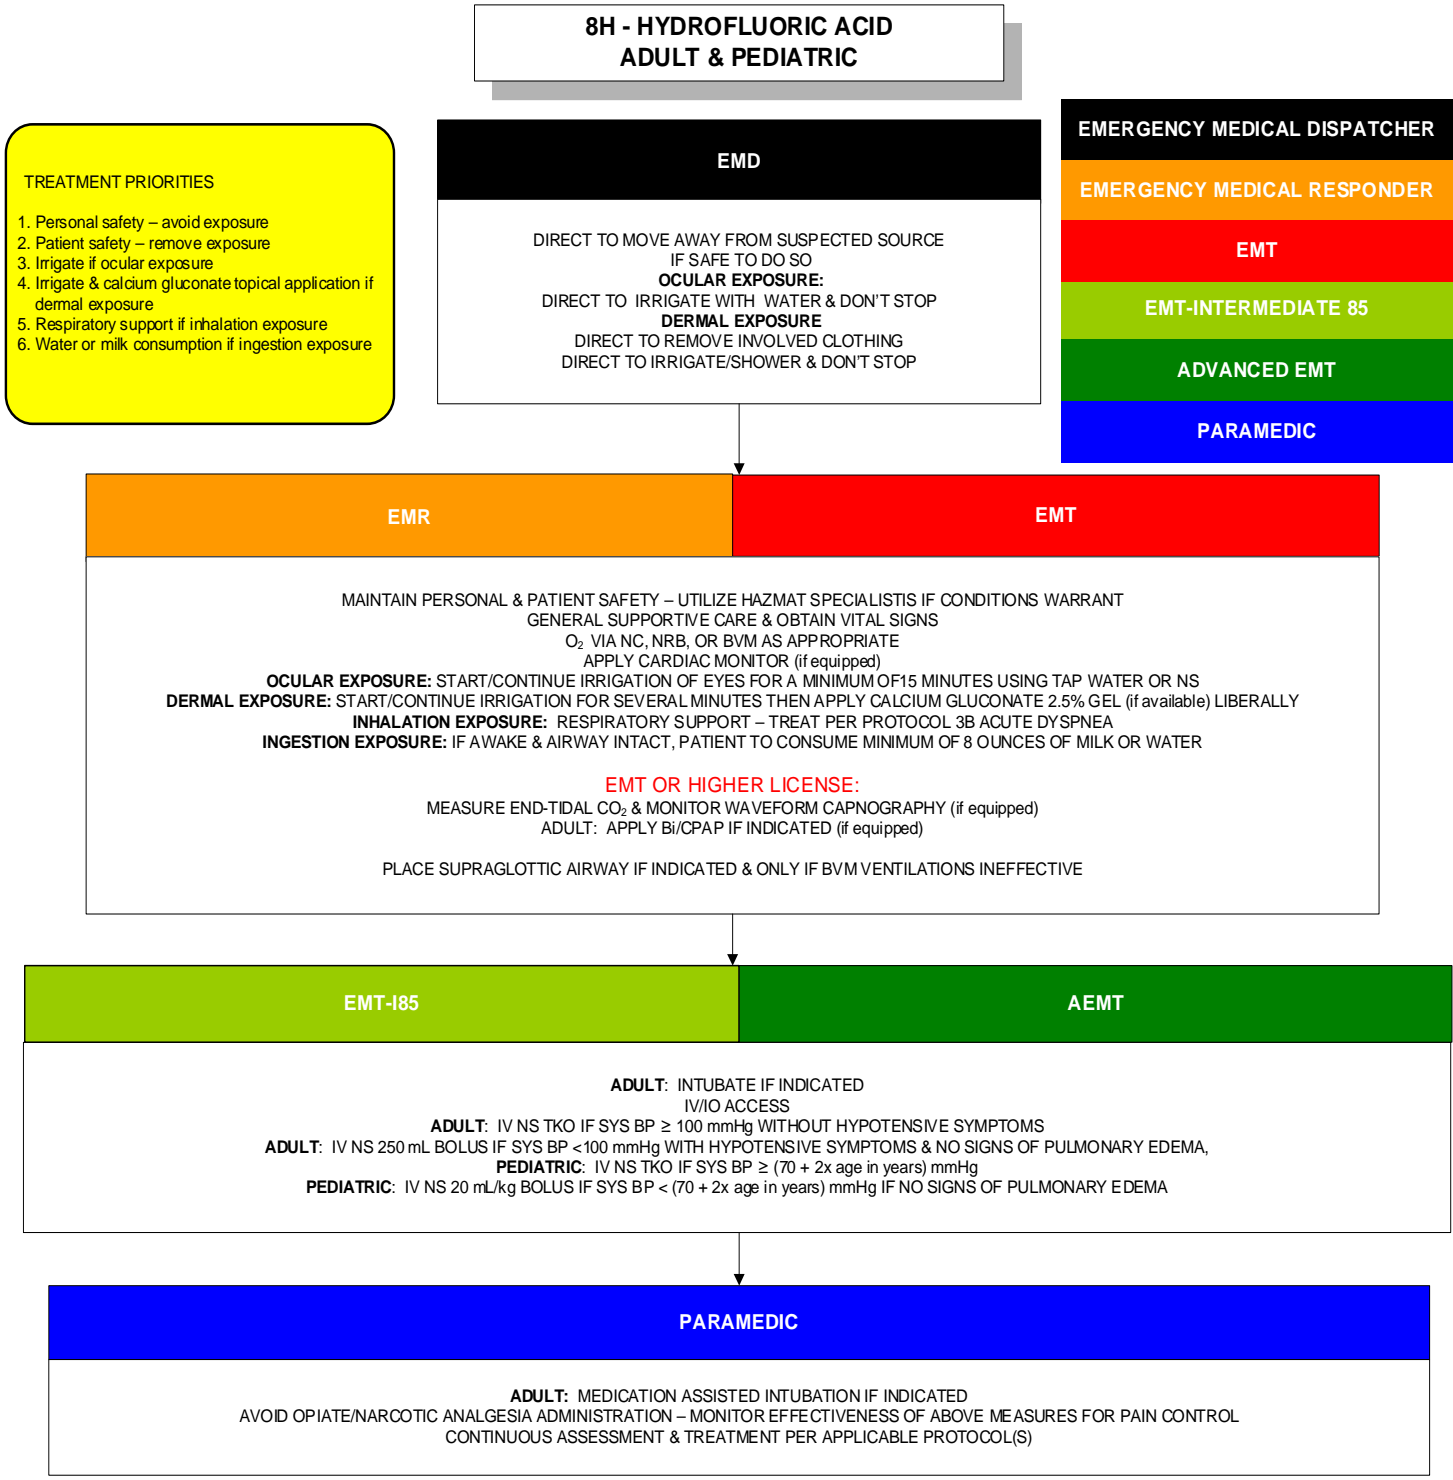 8H - HYDROFLUORIC ACID
ADULT & PEDIATRIC
TREATMENT PRIORITIES
1. Personal safety – avoid exposure
2. Patient safety – remove exposure
3. Irrigate if ocular exposure
4. Irrigate & calcium gluconate topical application if
dermal exposure
5. Respiratory support if inhalation exposure
6. Water or milk consumption if ingestion exposure
EMD
DIRECT TO MOVE AWAY FROM SUSPECTED SOURCE
IF SAFE TO DO SO
OCULAR EXPOSURE:
DIRECT TO IRRIGATE WITH WATER & DON'T STOP
DERMAL EXPOSURE
DIRECT TO REMOVE INVOLVED CLOTHING
DIRECT TO IRRIGATE/SHOWER & DON'T STOP
EMERGENCY MEDICAL DISPATCHER
EMERGENCY MEDICAL RESPONDER
EMT
EMT-INTERMEDIATE 85
ADVANCED EMT
PARAMEDIC
EMR
EMT
MAINTAIN PERSONAL & PATIENT SAFETY – UTILIZE HAZMAT SPECIALISTIS IF CONDITIONS WARRANT
GENERAL SUPPORTIVE CARE & OBTAIN VITAL SIGNS
O₂ VIA NC, NRB, OR BVM AS APPROPRIATE
APPLY CARDIAC MONITOR (if equipped)
OCULAR EXPOSURE: START/CONTINUE IRRIGATION OF EYES FOR A MINIMUM OF15 MINUTES USING TAP WATER OR NS
DERMAL EXPOSURE: START/CONTINUE IRRIGATION FOR SEVERAL MINUTES THEN APPLY CALCIUM GLUCONATE 2.5% GEL (if available) LIBERALLY
INHALATION EXPOSURE: RESPIRATORY SUPPORT – TREAT PER PROTOCOL 3B ACUTE DYSPNEA
INGESTION EXPOSURE: IF AWAKE & AIRWAY INTACT, PATIENT TO CONSUME MINIMUM OF 8 OUNCES OF MILK OR WATER
EMT OR HIGHER LICENSE:
MEASURE END-TIDAL CO₂ & MONITOR WAVEFORM CAPNOGRAPHY (if equipped)
ADULT: APPLY Bi/CPAP IF INDICATED (if equipped)
PLACE SUPRAGLOTTIC AIRWAY IF INDICATED & ONLY IF BVM VENTILATIONS INEFFECTIVE
EMT-I85
AEMT
ADULT: INTUBATE IF INDICATED
IV/IO ACCESS
ADULT: IV NS TKO IF SYS BP ≥ 100 mmHg WITHOUT HYPOTENSIVE SYMPTOMS
ADULT: IV NS 250 mL BOLUS IF SYS BP <100 mmHg WITH HYPOTENSIVE SYMPTOMS & NO SIGNS OF PULMONARY EDEMA,
PEDIATRIC: IV NS TKO IF SYS BP ≥ (70 + 2x age in years) mmHg
PEDIATRIC: IV NS 20 mL/kg BOLUS IF SYS BP < (70 + 2x age in years) mmHg IF NO SIGNS OF PULMONARY EDEMA
PARAMEDIC
ADULT: MEDICATION ASSISTED INTUBATION IF INDICATED
AVOID OPIATE/NARCOTIC ANALGESIA ADMINISTRATION – MONITOR EFFECTIVENESS OF ABOVE MEASURES FOR PAIN CONTROL
CONTINUOUS ASSESSMENT & TREATMENT PER APPLICABLE PROTOCOL(S)